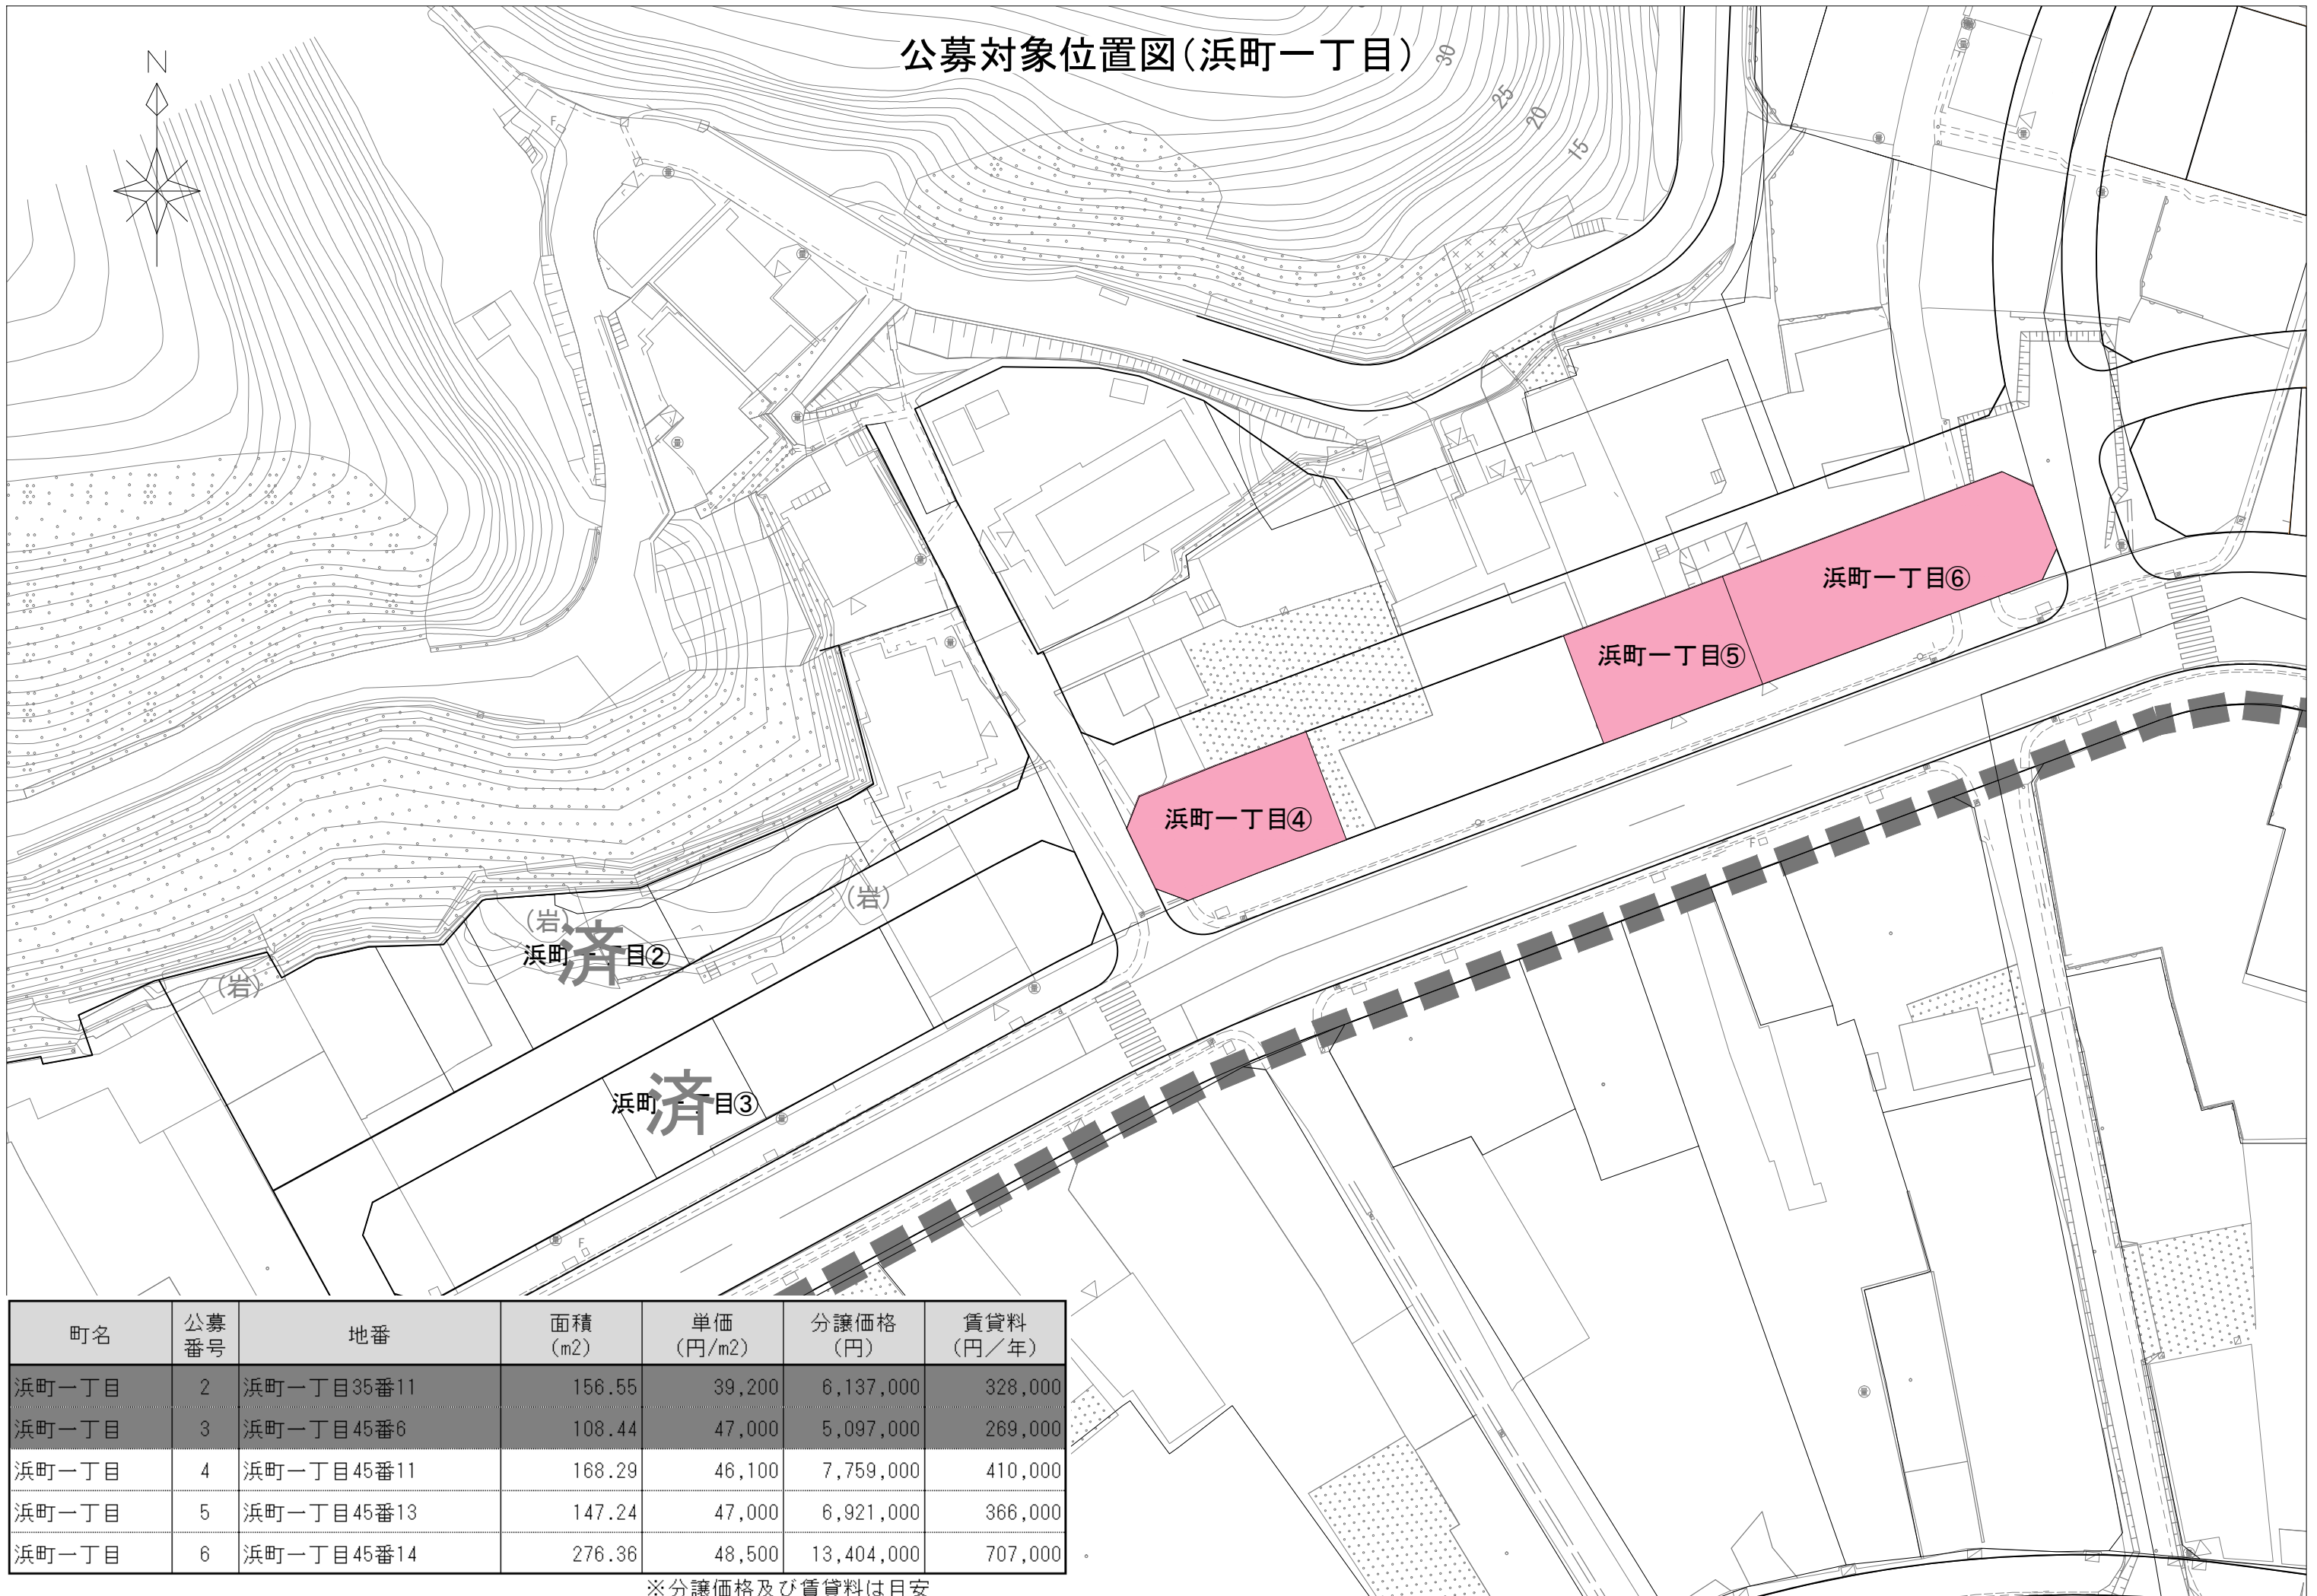 公募対象位置図(浜町一丁目)
N
30
25
20
15
F
浜町一丁目⑥
浜町一丁目⑤
浜町一丁目④
F
(岩)
(岩)
浜町一丁目②
済
(岩)
浜町一丁目③
済
F
町名 公募番号 地番 面積(m2) 単価(円/m2) 分譲価格(円) 賃貸料(円/年)
浜町一丁目 2 浜町一丁目35番11 156.55 39,200 6,137,000 328,000
浜町一丁目 3 浜町一丁目45番6 108.44 47,000 5,097,000 269,000
浜町一丁目 4 浜町一丁目45番11 168.29 46,100 7,759,000 410,000
浜町一丁目 5 浜町一丁目45番13 147.24 47,000 6,921,000 366,000
浜町一丁目 6 浜町一丁目45番14 276.36 48,500 13,404,000 707,000
※分譲価格及び賃貸料は目安